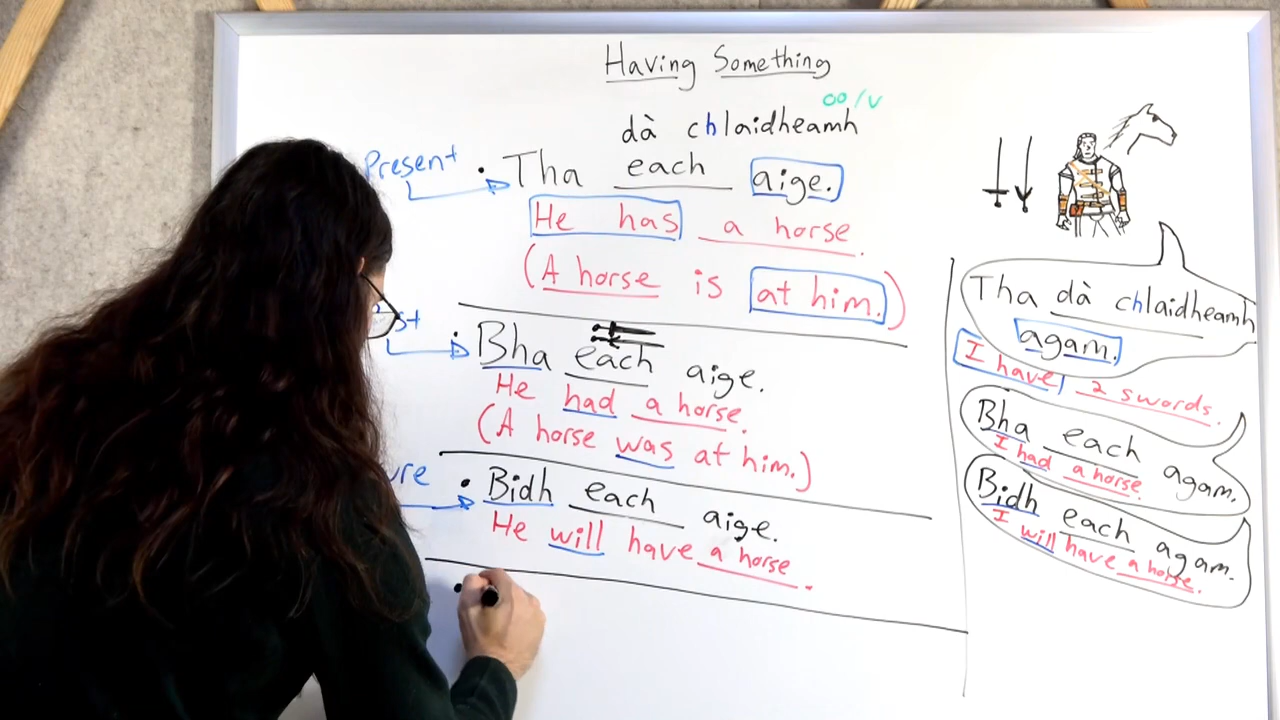 Having Something
oo/v
dà chlaidheamh
Present
• Tha each aige.
He has a horse.
(A horse is at him.)
• Bha each aige.
He had a horse.
(A horse was at him.)
• Bidh each aige.
He will have a horse.
Tha dà chlaidheamh
agam.
I have 2 swords.
Bha each agam.
I had a horse.
Bidh each agam.
I will have a horse.